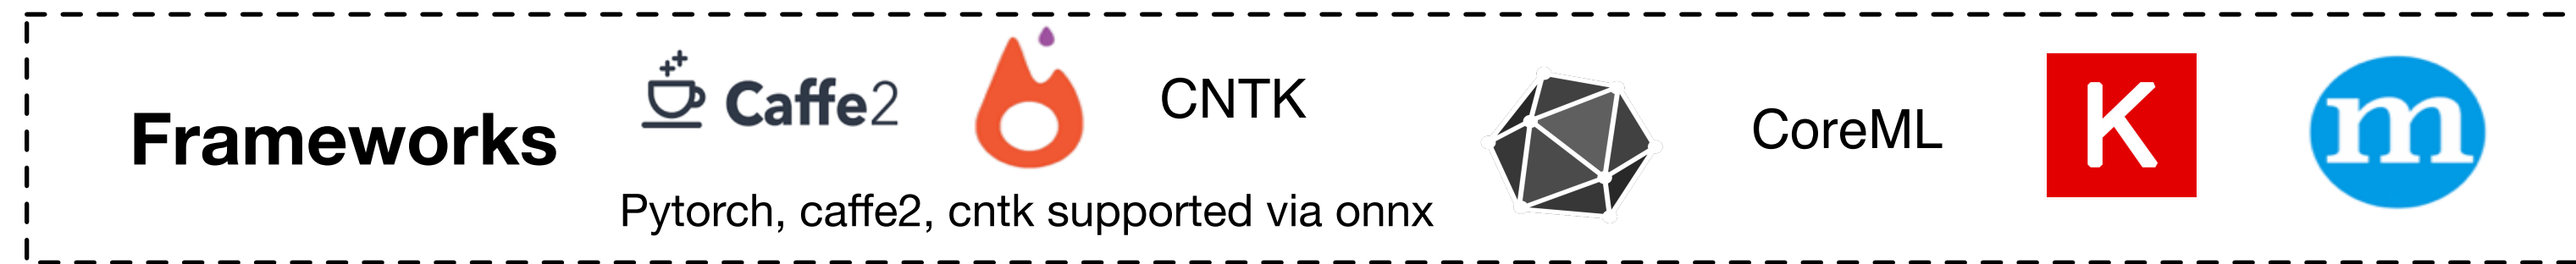 Frameworks
Caffe2
CNTK
CoreML
K
m
Pytorch, caffe2, cntk supported via onnx